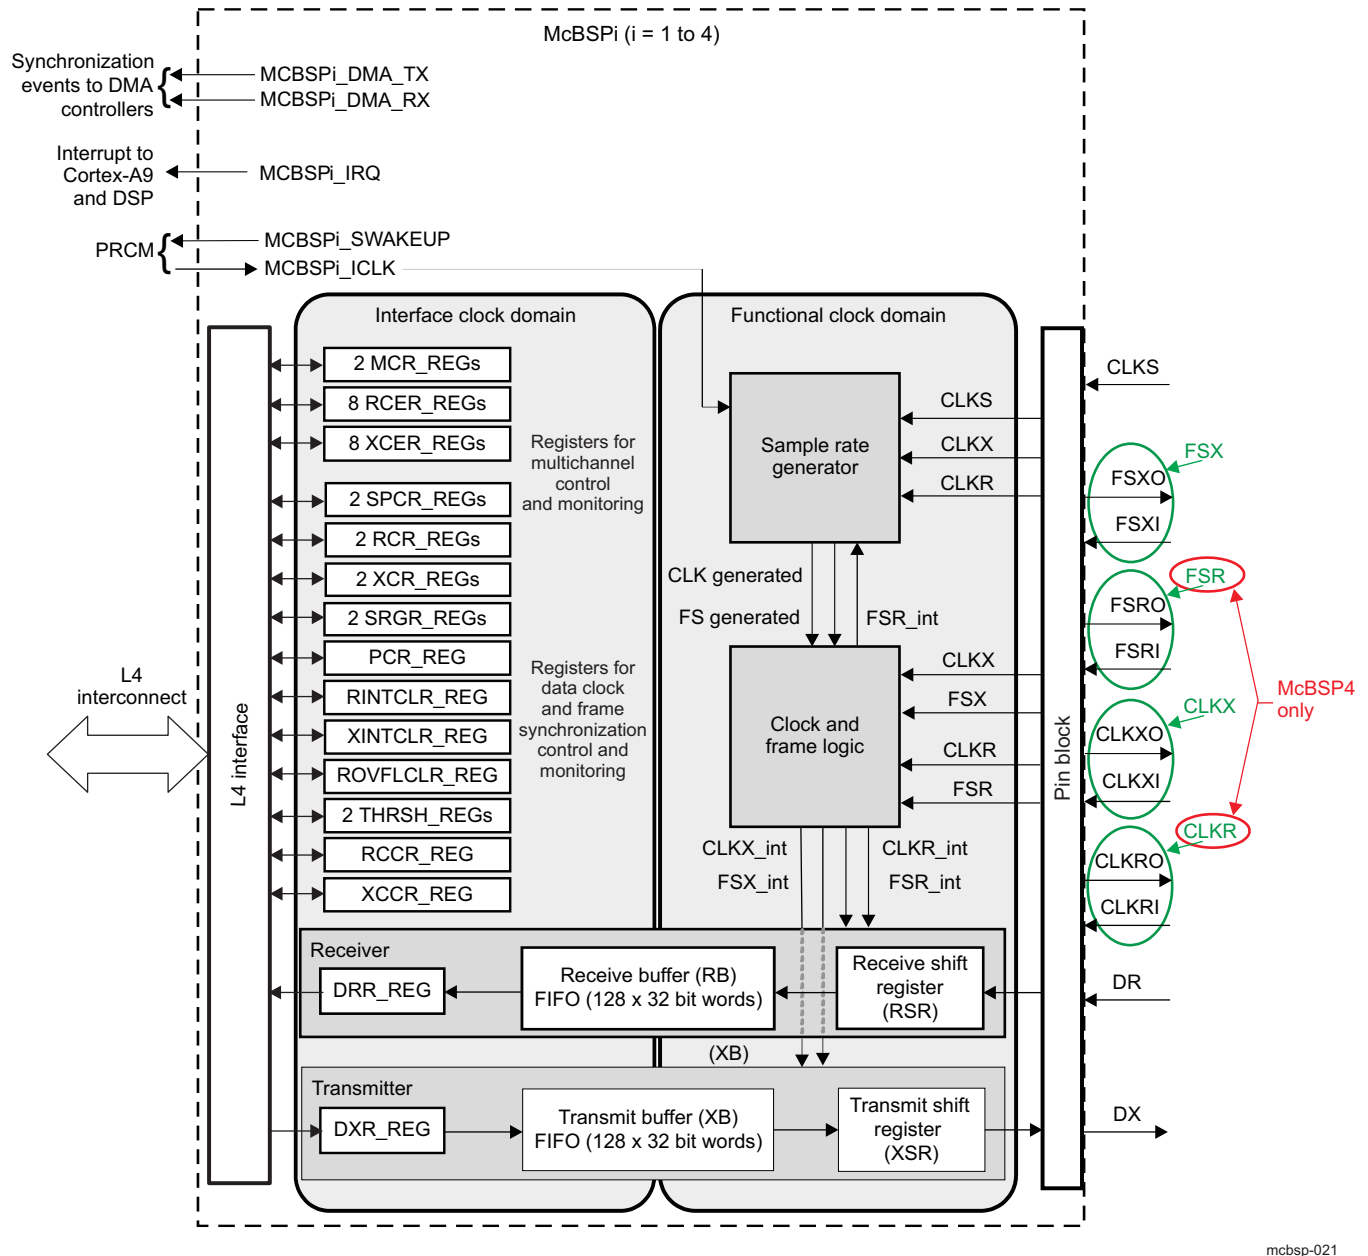 McBSPi (i = 1 to 4)
Synchronization
events to DMA
controllers
MCBSPi_DMA_TX
MCBSPi_DMA_RX
Interrupt to
Cortex-A9
and DSP
MCBSPi_IRQ
PRCM
MCBSPi_SWAKEUP
MCBSPi_ICLK
Interface clock domain
Functional clock domain
2 MCR_REGs
8 RCER_REGs
8 XCER_REGs
2 SPCR_REGs
2 RCR_REGs
2 XCR_REGs
2 SRGR_REGs
PCR_REG
RINTCLR_REG
XINTCLR_REG
ROVFLCLR_REG
2 THRSH_REGs
RCCR_REG
XCCR_REG
Registers for
multichannel
control
and monitoring
Registers for
data clock
and frame
synchronization
control and
monitoring
L4
interconnect
L4 interface
Sample rate
generator
CLKS
CLKX
CLKR
CLK generated
FS generated
FSR_int
Clock and
frame logic
CLKX
FSX
CLKR
FSR
CLKX_int
FSX_int
CLKR_int
FSR_int
Pin block
CLKS
FSX
FSXO
FSXI
FSR
FSRO
FSRI
McBSP4
only
CLKX
CLKXO
CLKXI
CLKR
CLKRO
CLKRI
DR
DX
Receiver
DRR_REG
Receive buffer (RB)
FIFO (128 x 32 bit words)
Receive shift
register
(RSR)
(XB)
Transmitter
DXR_REG
Transmit buffer (XB)
FIFO (128 x 32 bit words)
Transmit shift
register
(XSR)
mcbsp-021